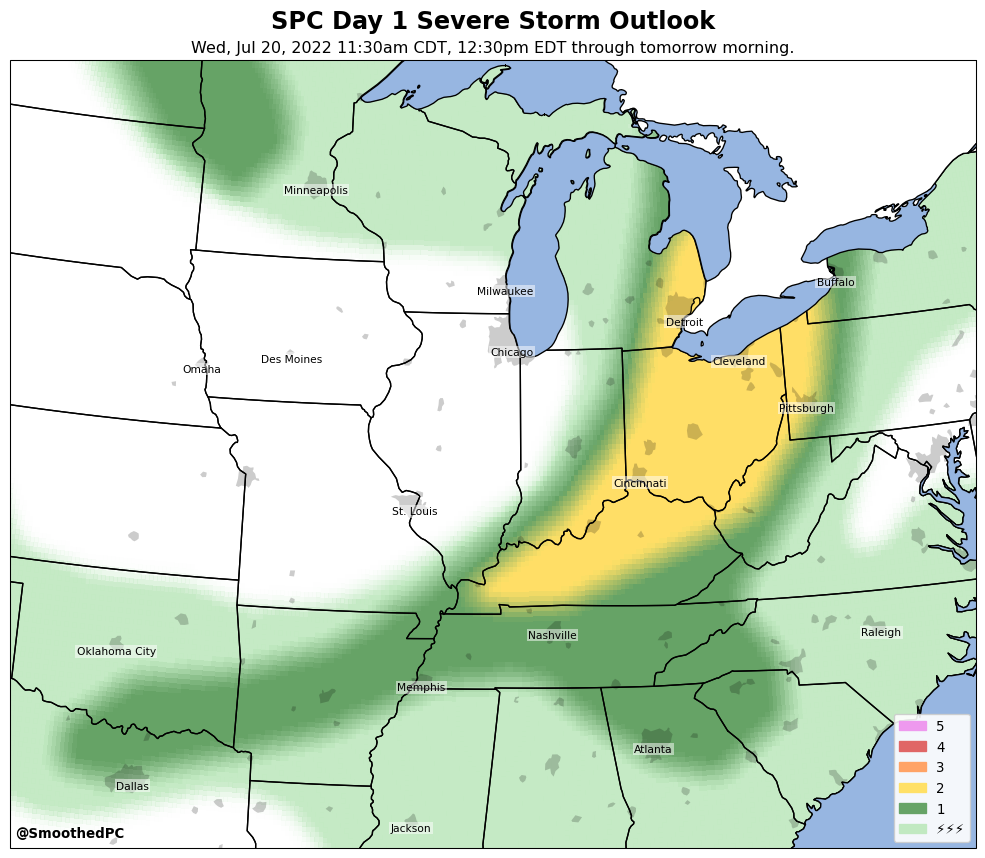 SPC Day 1 Severe Storm Outlook
Wed, Jul 20, 2022 11:30am CDT, 12:30pm EDT through tomorrow morning.
Minneapolis
Milwaukee
Buffalo
Detroit
Chicago
Des Moines
Cleveland
Omaha
Pittsburgh
Cincinnati
St. Louis
Nashville
Raleigh
Oklahoma City
Memphis
Atlanta
Dallas
Jackson
5
4
3
2
1
⚡⚡⚡
@SmoothedPC